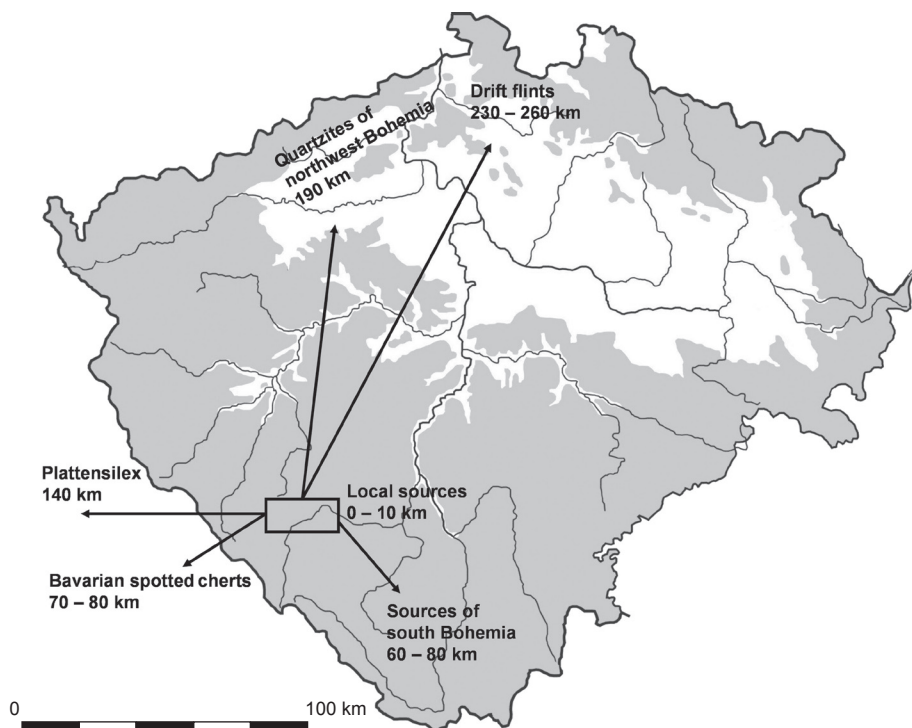 Drift flints
230 – 260 km
Quartzites of
northwest Bohemia
190 km
Plattensilex
140 km
Local sources
0 – 10 km
Bavarian spotted cherts
70 – 80 km
Sources of
south Bohemia
60 – 80 km
0 100 km